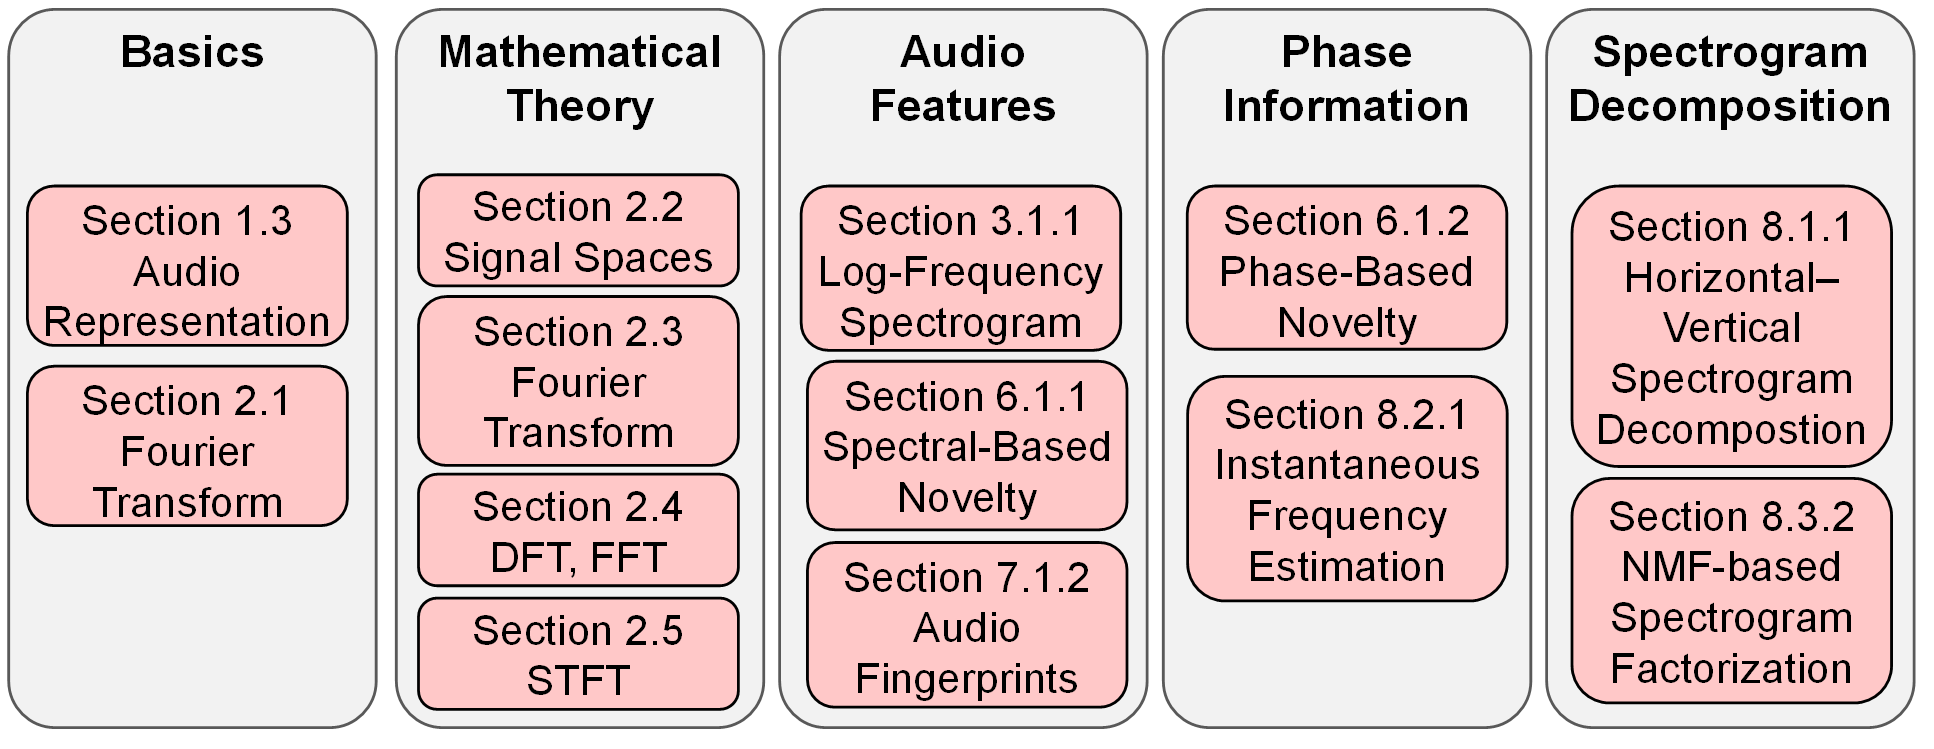 Basics
Section 1.3
Audio
Representation
Section 2.1
Fourier
Transform
Mathematical
Theory
Section 2.2
Signal Spaces
Section 2.3
Fourier
Transform
Section 2.4
DFT, FFT
Section 2.5
STFT
Audio
Features
Section 3.1.1
Log-Frequency
Spectrogram
Section 6.1.1
Spectral-Based
Novelty
Section 7.1.2
Audio
Fingerprints
Phase
Information
Section 6.1.2
Phase-Based
Novelty
Section 8.2.1
Instantaneous
Frequency
Estimation
Spectrogram
Decomposition
Section 8.1.1
Horizontal–
Vertical
Spectrogram
Decompostion
Section 8.3.2
NMF-based
Spectrogram
Factorization